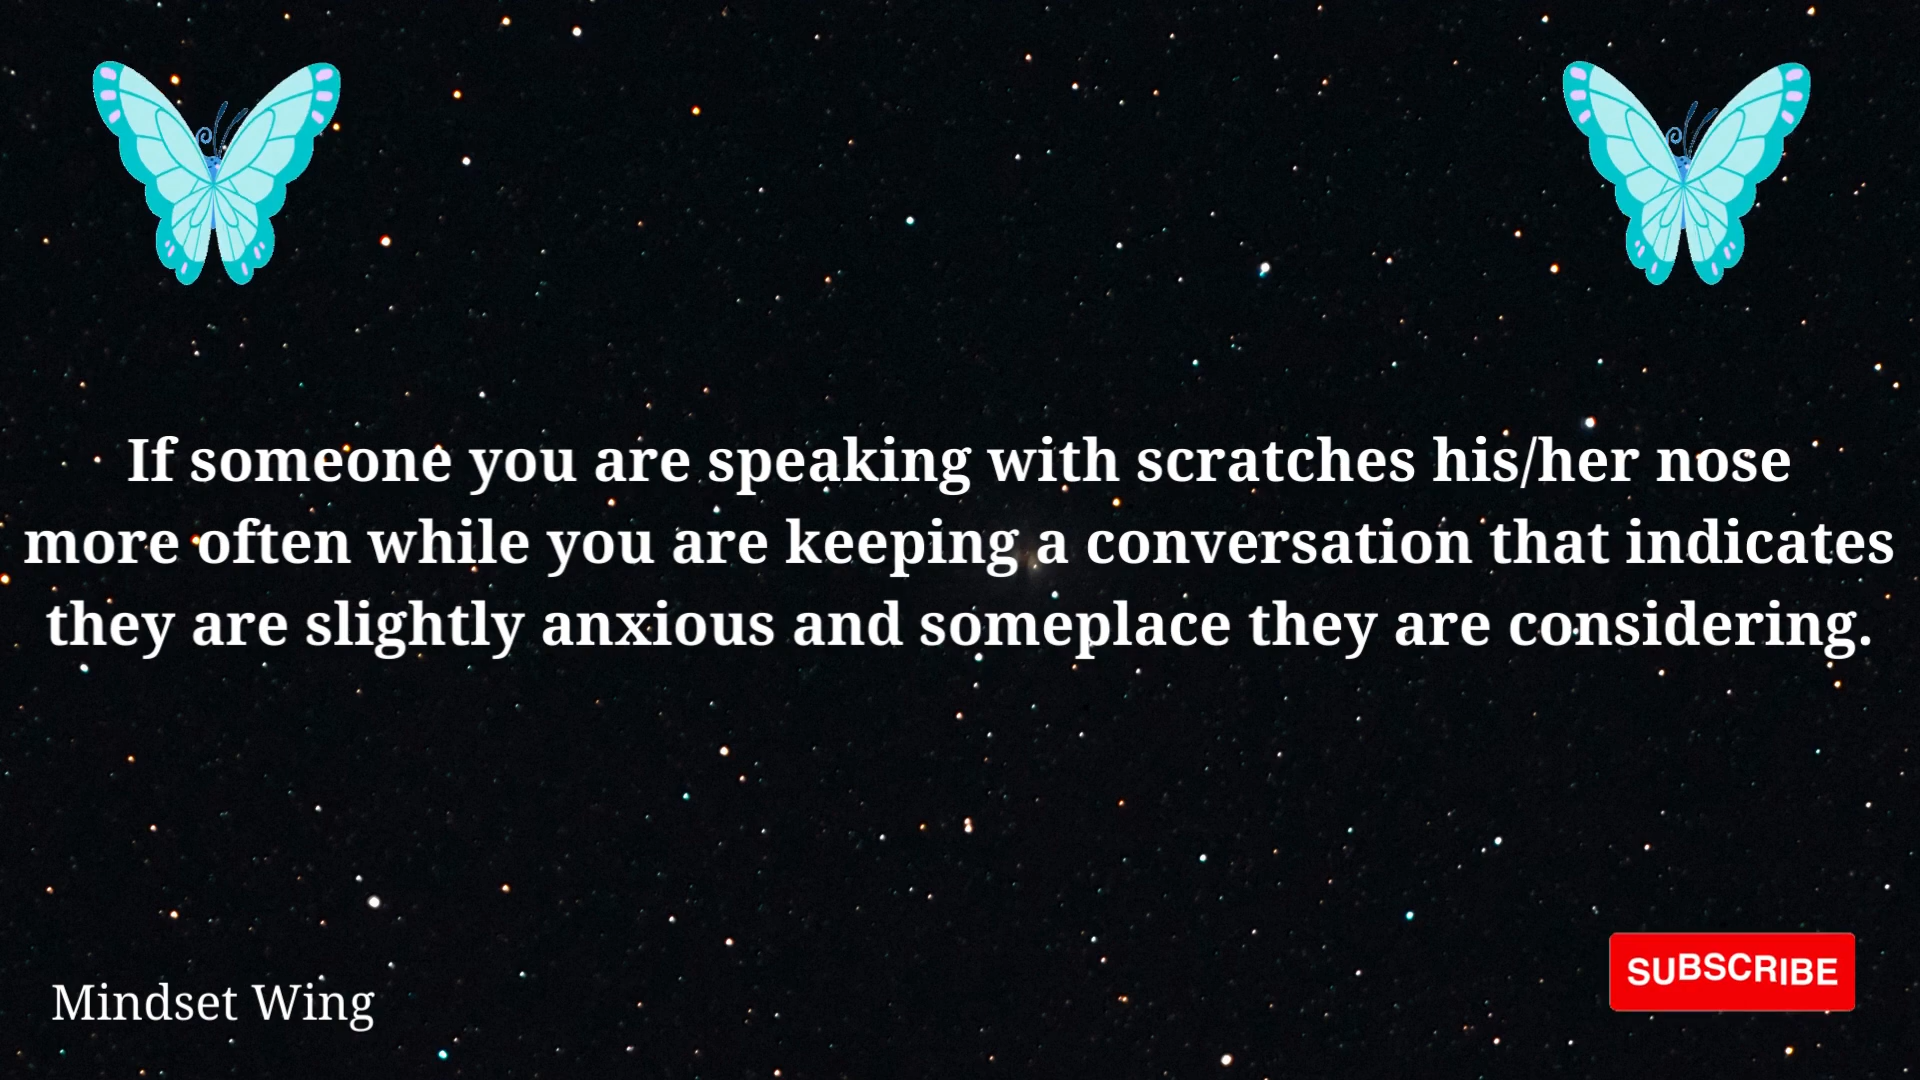 If someone you are speaking with scratches his/her nose
more often while you are keeping a conversation that indicates
they are slightly anxious and someplace they are considering.
Mindset Wing
SUBSCRIBE